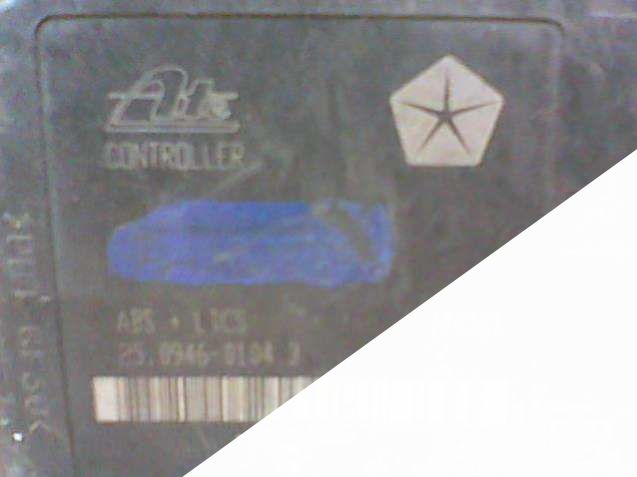 Ate
CONTROLLER
ABS + LTCS
25.0946-0104.3